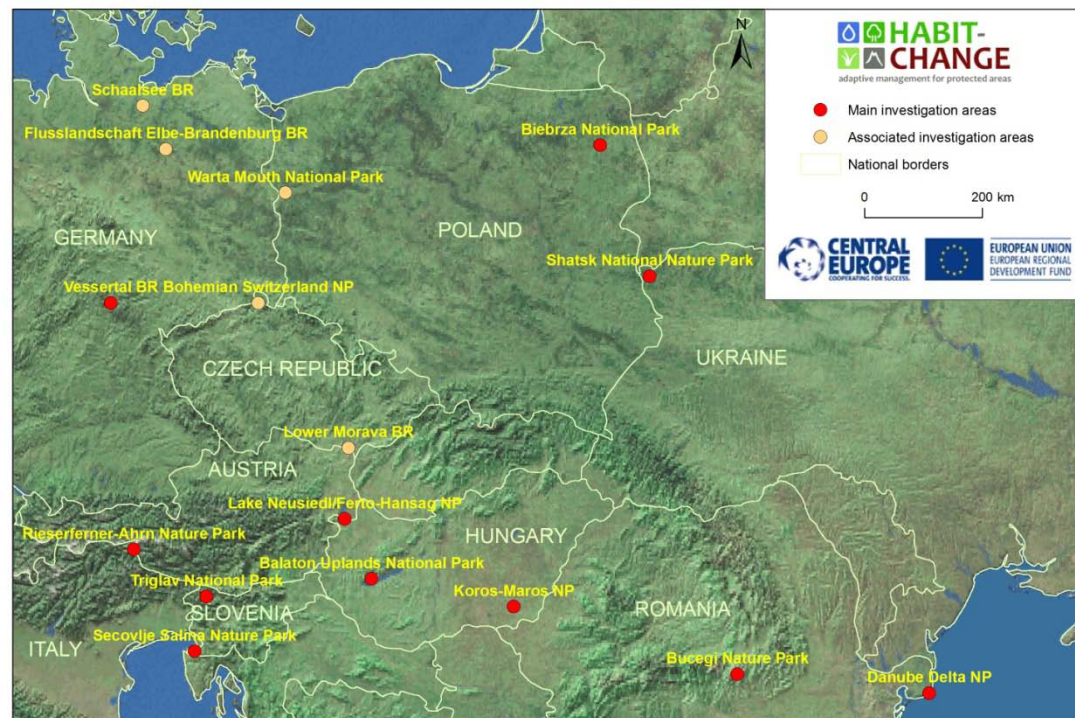 N
HABIT-
CHANGE
adaptive management for protected areas
Main investigation areas
Associated investigation areas
National borders
0 200 km
CENTRAL
EUROPE
COOPERATING FOR SUCCESS.
EUROPEAN UNION
EUROPEAN REGIONAL
DEVELOPMENT FUND
Schaalsee BR
Flusslandschaft Elbe-Brandenburg BR
Biebrza National Park
Warta Mouth National Park
GERMANY
POLAND
Shatsk National Nature Park
Vessertal BR Bohemian Switzerland NP
UKRAINE
CZECH REPUBLIC
Lower Morava BR
AUSTRIA
Lake Neusiedl/Ferto-Hansag NP
HUNGARY
Rieserferner-Ahrn Nature Park
Balaton Uplands National Park
Triglav National Park
Koros-Maros NP
SLOVENIA
ROMANIA
Secovlje Salina Nature Park
ITALY
Bucegi Nature Park
Danube Delta NP